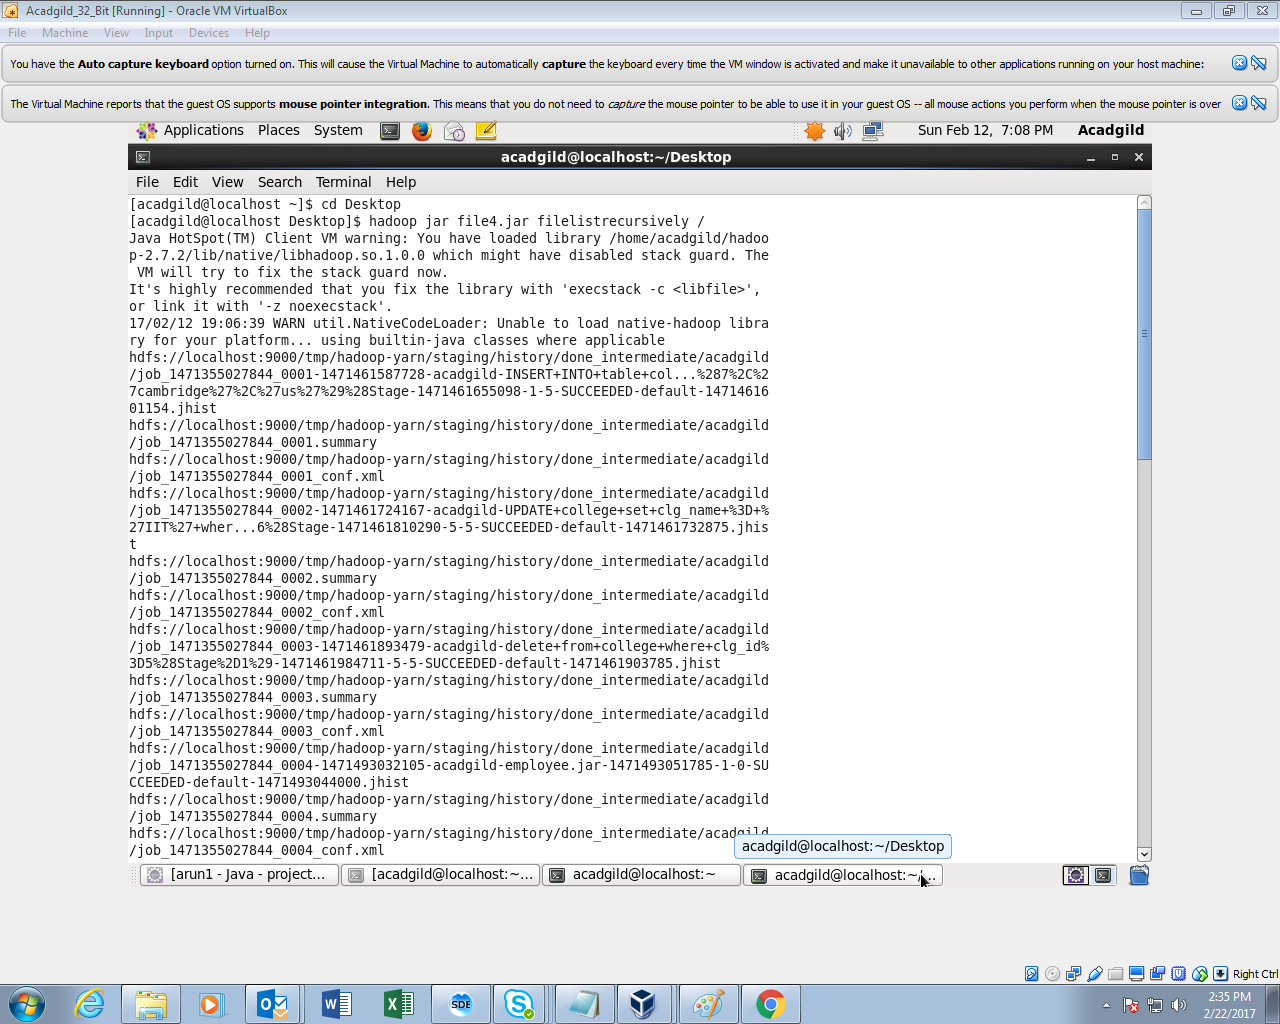 Acadgild_32_Bit [Running] - Oracle VM VirtualBox
File Machine View Input Devices Help
You have the Auto capture keyboard option turned on. This will cause the Virtual Machine to automatically capture the keyboard every time the VM window is activated and make it unavailable to other applications running on your host machine:
The Virtual Machine reports that the guest OS supports mouse pointer integration. This means that you do not need to capture the mouse pointer to be able to use it in your guest OS -- all mouse actions you perform when the mouse pointer is over
Applications Places System Sun Feb 12, 7:08 PM Acadgild
acadgild@localhost:~/Desktop
File Edit View Search Terminal Help
[acadgild@localhost ~]$ cd Desktop
[acadgild@localhost Desktop]$ hadoop jar file4.jar filelistrecursively /
Java HotSpot(TM) Client VM warning: You have loaded library /home/acadgild/hadoo
p-2.7.2/lib/native/libhadoop.so.1.0.0 which might have disabled stack guard. The
VM will try to fix the stack guard now.
It's highly recommended that you fix the library with 'execstack -c <libfile>',
or link it with '-z noexecstack'.
17/02/12 19:06:39 WARN util.NativeCodeLoader: Unable to load native-hadoop libra
ry for your platform... using builtin-java classes where applicable
hdfs://localhost:9000/tmp/hadoop-yarn/staging/history/done_intermediate/acadgild
/job_1471355027844_0001-1471461587728-acadgild-INSERT+INTO+table+col...%287%2C%2
7cambridge%27%2C%27us%27%29%28Stage-1471461655098-1-5-SUCCEEDED-default-14714616
01154.jhist
hdfs://localhost:9000/tmp/hadoop-yarn/staging/history/done_intermediate/acadgild
/job_1471355027844_0001.summary
hdfs://localhost:9000/tmp/hadoop-yarn/staging/history/done_intermediate/acadgild
/job_1471355027844_0001_conf.xml
hdfs://localhost:9000/tmp/hadoop-yarn/staging/history/done_intermediate/acadgild
/job_1471355027844_0002-1471461724167-acadgild-UPDATE+college+set+clg_name+%3D+%
27IIT%27+wher...6%28Stage-1471461810290-5-5-SUCCEEDED-default-1471461732875.jhis
t
hdfs://localhost:9000/tmp/hadoop-yarn/staging/history/done_intermediate/acadgild
/job_1471355027844_0002.summary
hdfs://localhost:9000/tmp/hadoop-yarn/staging/history/done_intermediate/acadgild
/job_1471355027844_0002_conf.xml
hdfs://localhost:9000/tmp/hadoop-yarn/staging/history/done_intermediate/acadgild
/job_1471355027844_0003-1471461893479-acadgild-delete+from+college+where+clg_id%
3D5%28Stage%2D1%29-1471461984711-5-5-SUCCEEDED-default-1471461903785.jhist
hdfs://localhost:9000/tmp/hadoop-yarn/staging/history/done_intermediate/acadgild
/job_1471355027844_0003.summary
hdfs://localhost:9000/tmp/hadoop-yarn/staging/history/done_intermediate/acadgild
/job_1471355027844_0003_conf.xml
hdfs://localhost:9000/tmp/hadoop-yarn/staging/history/done_intermediate/acadgild
/job_1471355027844_0004-1471493032105-acadgild-employee.jar-1471493051785-1-0-SU
CCEEDED-default-1471493044000.jhist
hdfs://localhost:9000/tmp/hadoop-yarn/staging/history/done_intermediate/acadgild
/job_1471355027844_0004.summary
hdfs://localhost:9000/tmp/hadoop-yarn/staging/history/done_intermediate/acadgild
/job_1471355027844_0004_conf.xml
acadgild@localhost:~/Desktop
[arun1 - Java - project... [acadgild@localhost:~... acadgild@localhost:~ acadgild@localhost:~/...
Right Ctrl
SDE
2:35 PM
2/22/2017